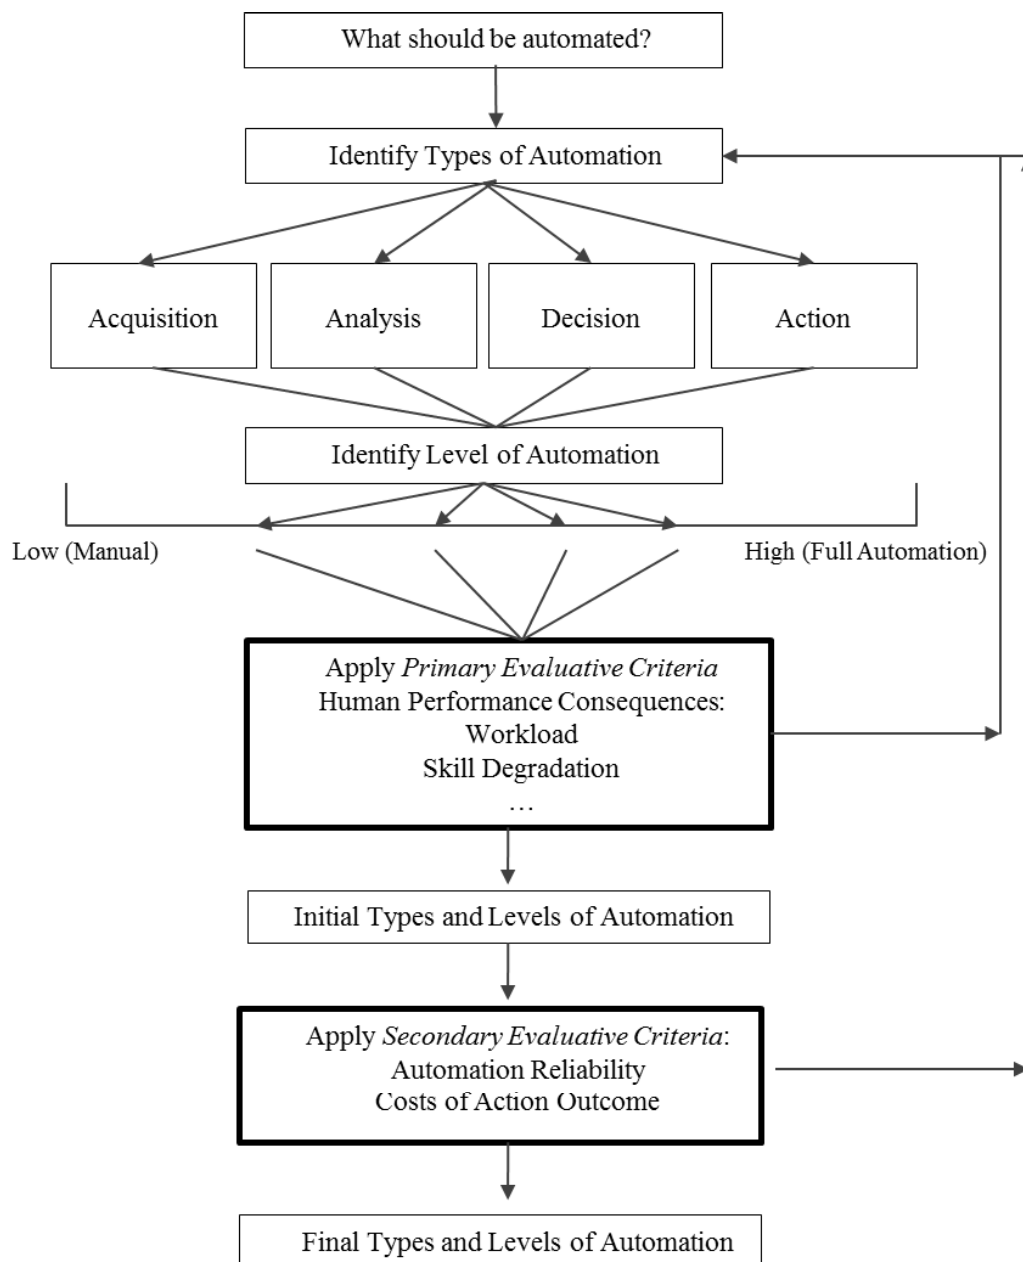 What should be automated?
Identify Types of Automation
Acquisition
Analysis
Decision
Action
Identify Level of Automation
Low (Manual)
High (Full Automation)
Apply Primary Evaluative Criteria
Human Performance Consequences:
Workload
Skill Degradation
…
Initial Types and Levels of Automation
Apply Secondary Evaluative Criteria:
Automation Reliability
Costs of Action Outcome
Final Types and Levels of Automation